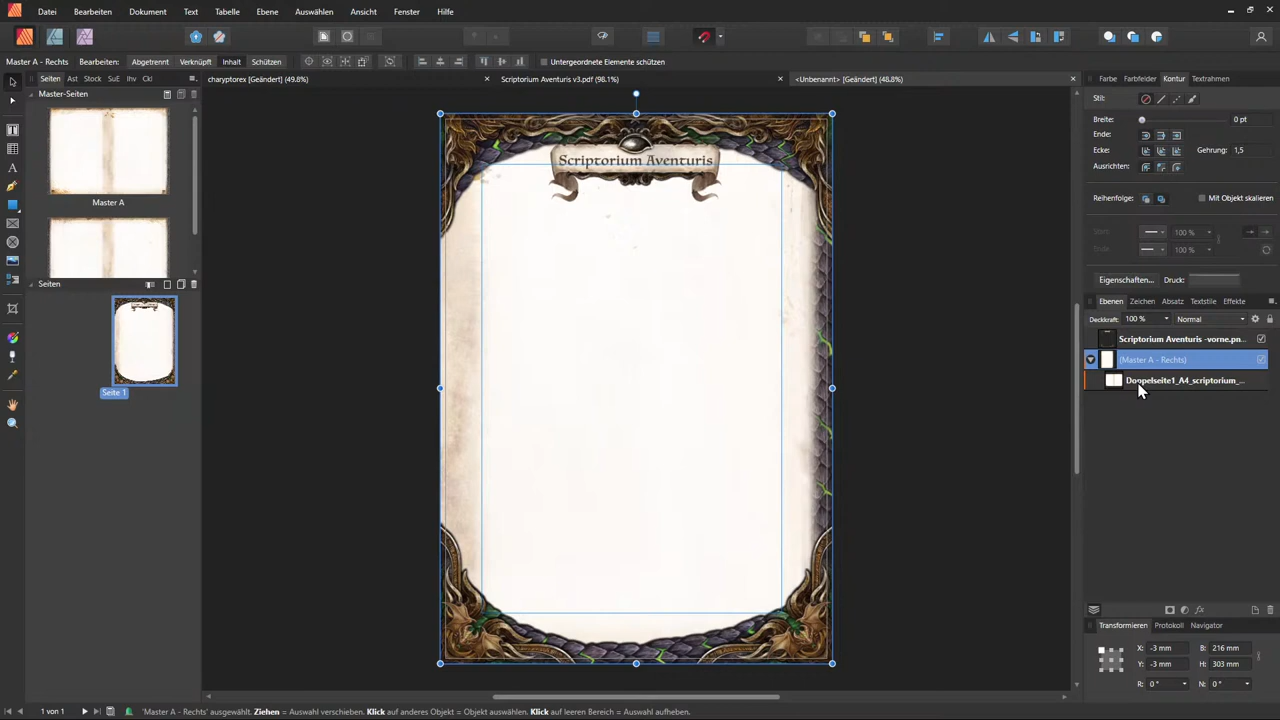 Datei Bearbeiten Dokument Text Tabelle Ebene Auswählen Ansicht Fenster Hilfe
Master A - Rechts Bearbeiten: Abgetrennt Verknüpft Inhalt Schützen Untergeordnete Elemente schützen
Seiten Ast Stock SuE Inv Ckl
charyptorex [Geändert] (49.8%) Scriptorium Aventuris v3.pdf (98.1%) <Unbenannt> [Geändert] (48.8%)
Master-Seiten
Master A
Seiten
Seite 1
Scriptorium Aventuris
Farbe Farbfelder Kontur Textrahmen
Stil:
Breite: 0 pt
Ende:
Ecke: Gehrung: 1,5
Ausrichten:
Reihenfolge: Mit Objekt skalieren
Start: 100 %
Ende: 100 %
Eigenschaften... Druck:
Ebenen Zeichen Absatz Textstile Effekte
Deckkraft: 100 % Normal
Scriptorium Aventuris -vorne.pn...
(Master A - Rechts)
Doppelseite1_A4_scriptorium_...
Transformieren Protokoll Navigator
X: -3 mm B: 216 mm
Y: -3 mm H: 303 mm
R: 0 ° N: 0 °
1 von 1 'Master A - Rechts' ausgewählt. Ziehen = Auswahl verschieben. Klick auf anderes Objekt = Objekt auswählen. Klick auf leeren Bereich = Auswahl aufheben.